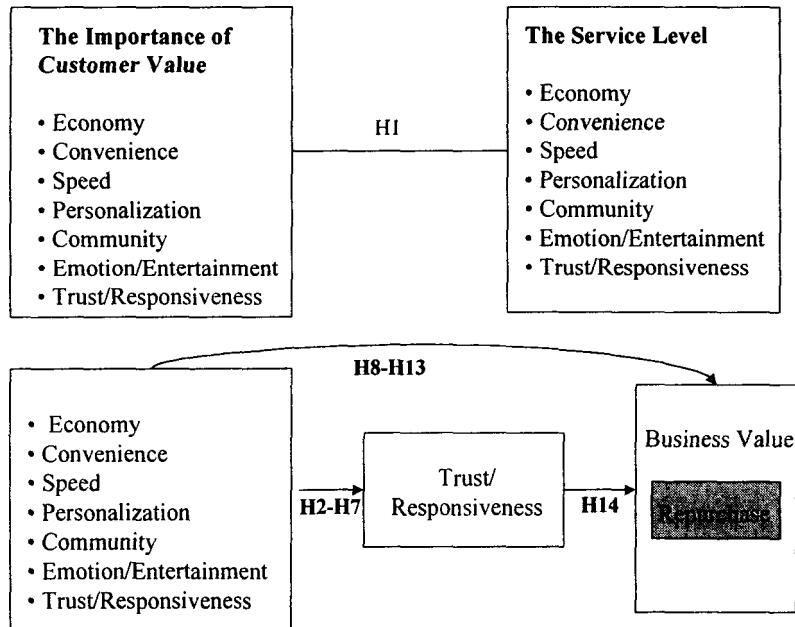 The Importance of
Customer Value
• Economy
• Convenience
• Speed
• Personalization
• Community
• Emotion/Entertainment
• Trust/Responsiveness
H1
The Service Level
• Economy
• Convenience
• Speed
• Personalization
• Community
• Emotion/Entertainment
• Trust/Responsiveness
H8-H13
• Economy
• Convenience
• Speed
• Personalization
• Community
• Emotion/Entertainment
• Trust/Responsiveness
H2-H7
Trust/
Responsiveness
H14
Business Value
Repurchase